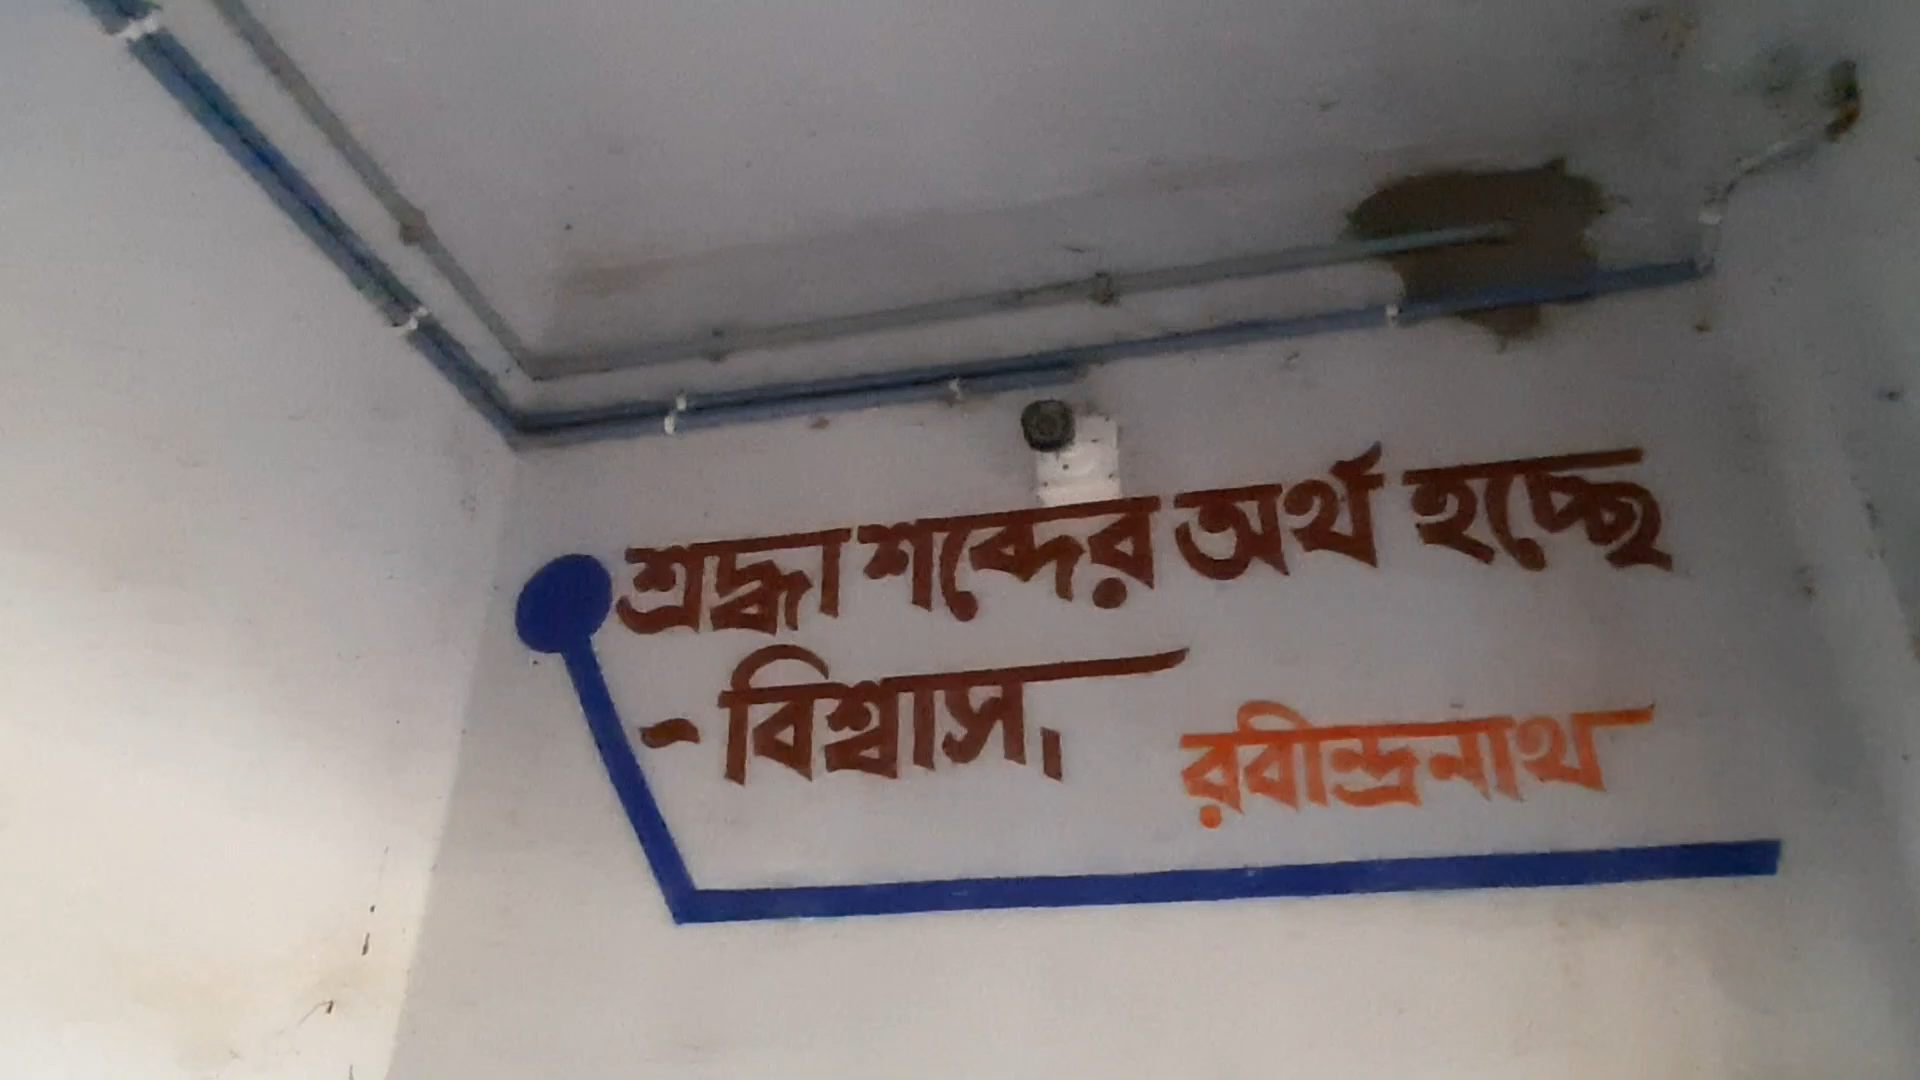 শ্রদ্ধা শব্দের অর্থ হচ্ছে
- বিশ্বাস।
রবীন্দ্রনাথ